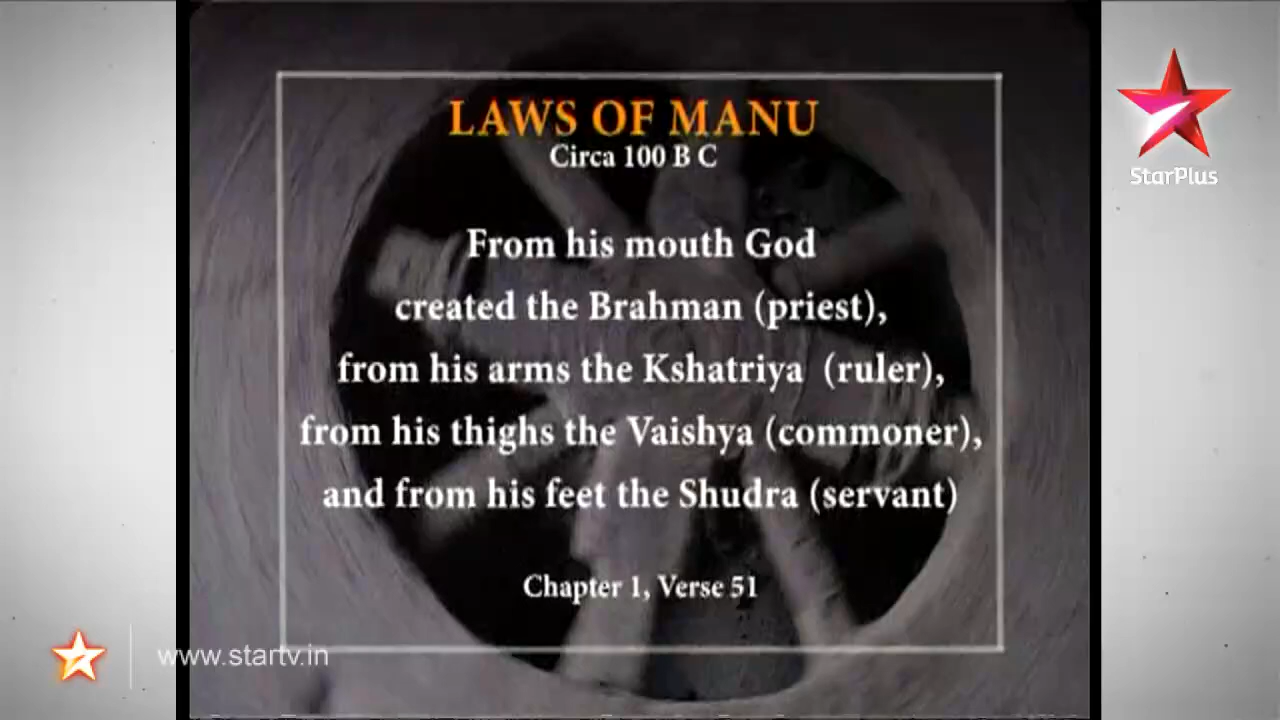 LAWS OF MANU
Circa 100 B C
From his mouth God
created the Brahman (priest),
from his arms the Kshatriya (ruler),
from his thighs the Vaishya (commoner),
and from his feet the Shudra (servant)
Chapter 1, Verse 51
StarPlus
www.startv.in